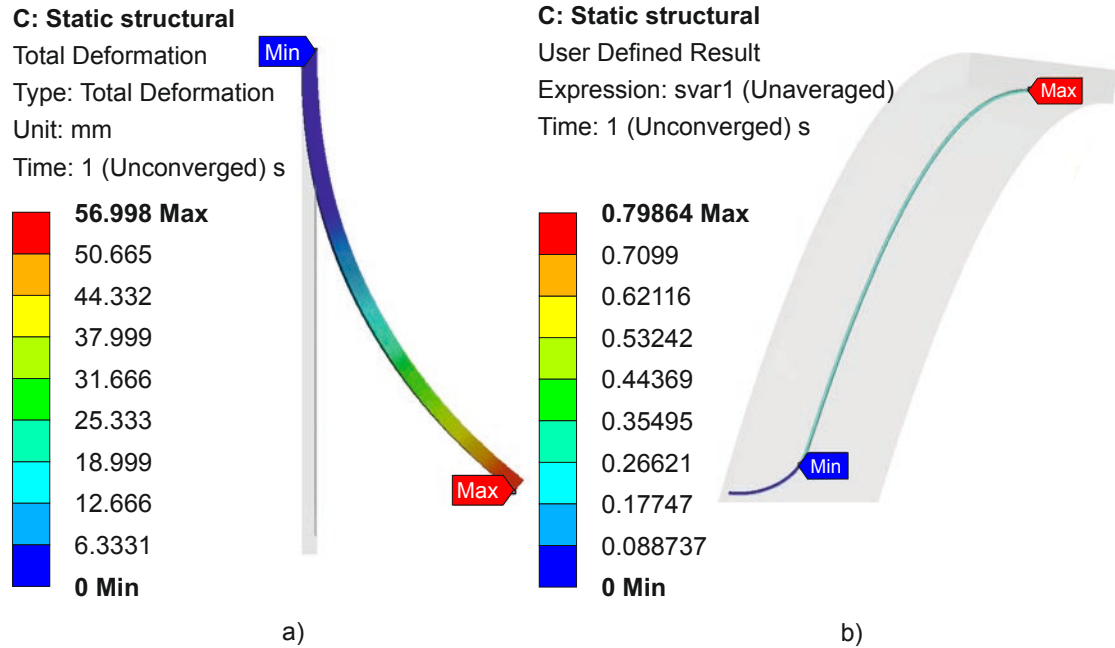 C: Static structural
Total Deformation
Type: Total Deformation
Unit: mm
Time: 1 (Unconverged) s
56.998 Max
50.665
44.332
37.999
31.666
25.333
18.999
12.666
6.3331
0 Min
Min
Max
a)
C: Static structural
User Defined Result
Expression: svar1 (Unaveraged)
Time: 1 (Unconverged) s
0.79864 Max
0.7099
0.62116
0.53242
0.44369
0.35495
0.26621
0.17747
0.088737
0 Min
Max
Min
b)